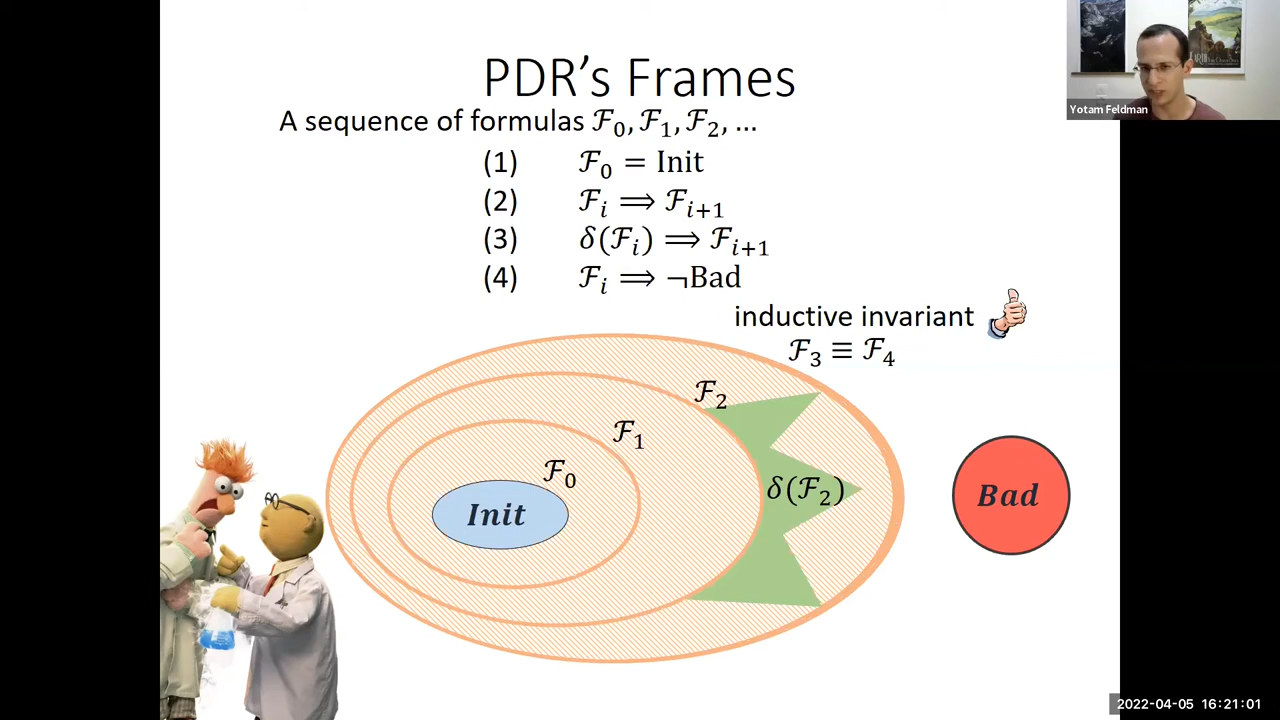 PDR's Frames
A sequence of formulas ℱ₀, ℱ₁, ℱ₂, ...
(1) ℱ₀ = Init
(2) ℱᵢ ⟹ ℱᵢ₊₁
(3) δ(ℱᵢ) ⟹ ℱᵢ₊₁
(4) ℱᵢ ⟹ ¬Bad
inductive invariant
ℱ₃ ≡ ℱ₄
ℱ₂
ℱ₁
ℱ₀
δ(ℱ₂)
Init
Bad
Yotam Feldman
2022-04-05 16:21:01